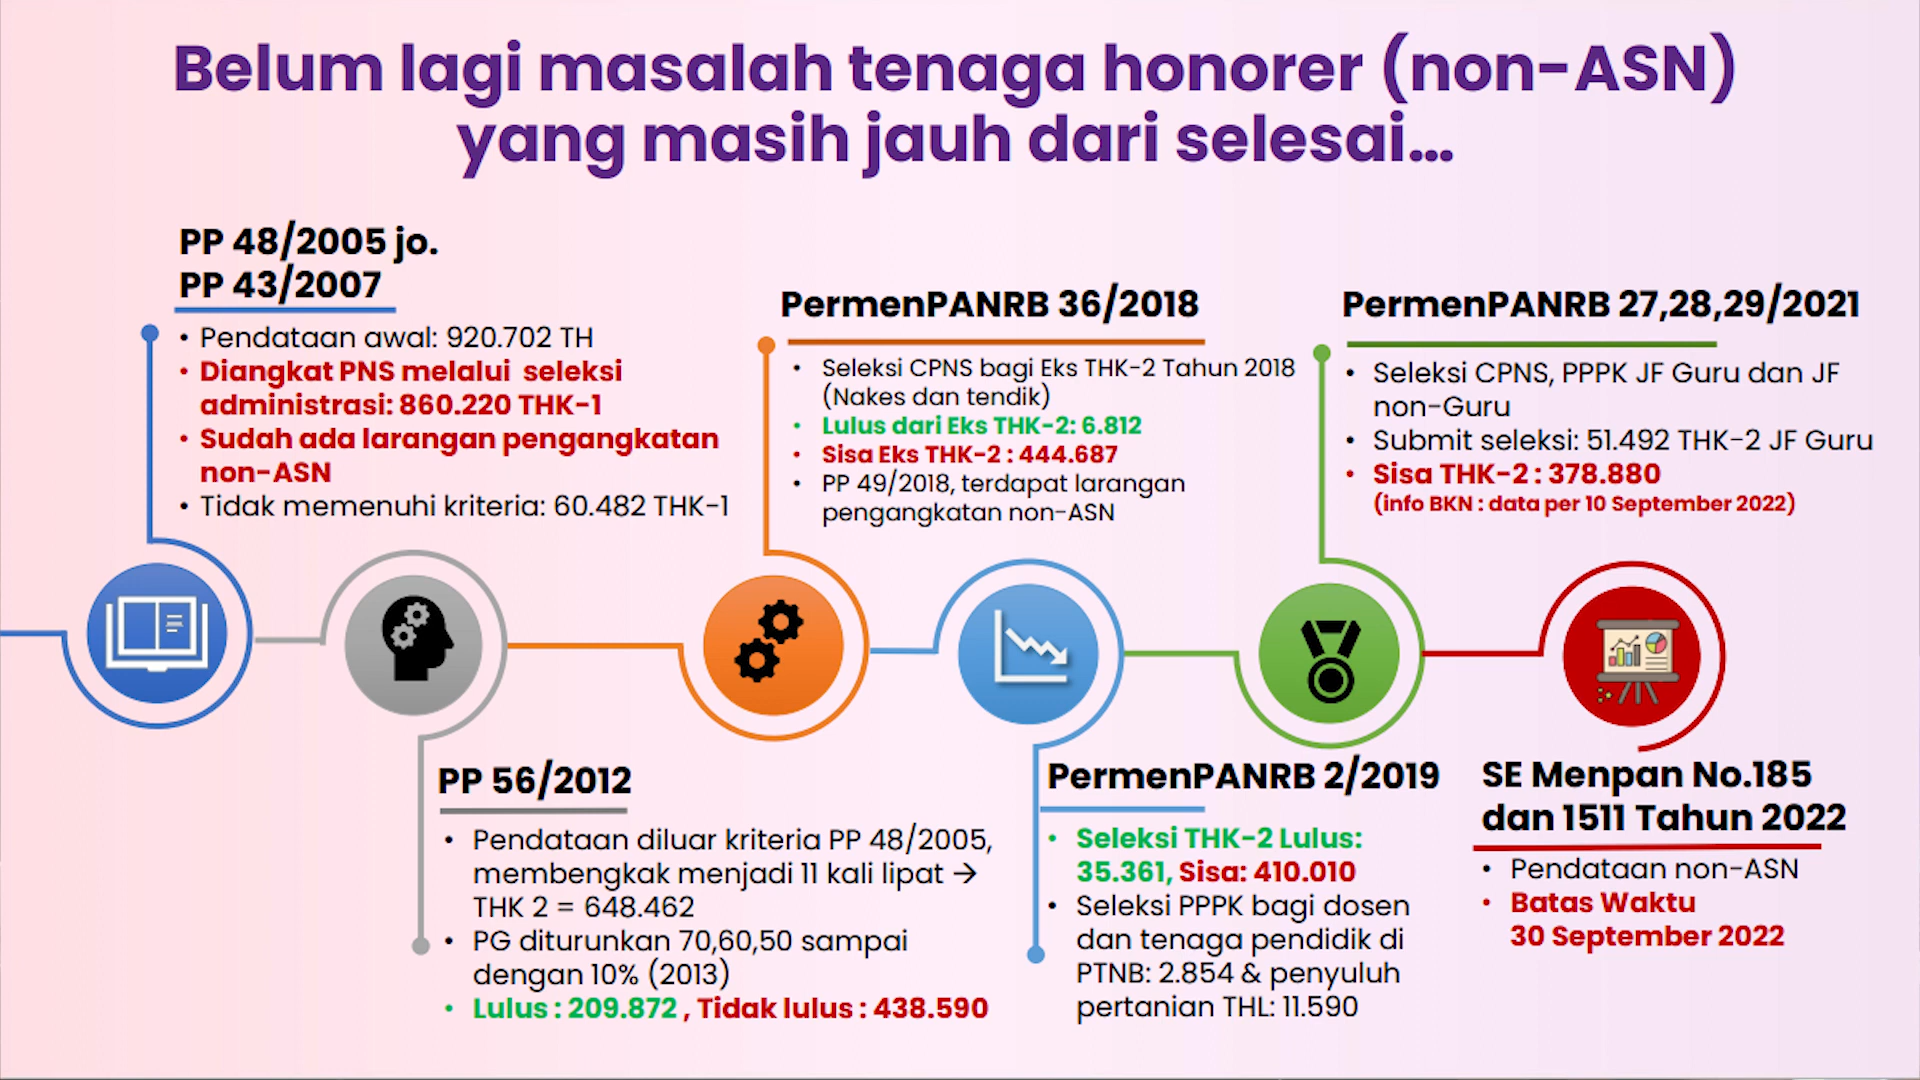 Belum lagi masalah tenaga honorer (non-ASN)
yang masih jauh dari selesai...
PP 48/2005 jo.
PP 43/2007
• Pendataan awal: 920.702 TH
• Diangkat PNS melalui seleksi
administrasi: 860.220 THK-1
• Sudah ada larangan pengangkatan
non-ASN
• Tidak memenuhi kriteria: 60.482 THK-1
PP 56/2012
• Pendataan diluar kriteria PP 48/2005,
membengkak menjadi 11 kali lipat →
THK 2 = 648.462
• PG diturunkan 70,60,50 sampai
dengan 10% (2013)
• Lulus : 209.872 , Tidak lulus : 438.590
PermenPANRB 36/2018
• Seleksi CPNS bagi Eks THK-2 Tahun 2018
(Nakes dan tendik)
• Lulus dari Eks THK-2: 6.812
• Sisa Eks THK-2 : 444.687
• PP 49/2018, terdapat larangan
pengangkatan non-ASN
PermenPANRB 2/2019
• Seleksi THK-2 Lulus:
35.361, Sisa: 410.010
• Seleksi PPPK bagi dosen
dan tenaga pendidik di
PTNB: 2.854 & penyuluh
pertanian THL: 11.590
PermenPANRB 27,28,29/2021
• Seleksi CPNS, PPPK JF Guru dan JF
non-Guru
• Submit seleksi: 51.492 THK-2 JF Guru
• Sisa THK-2 : 378.880
(info BKN : data per 10 September 2022)
SE Menpan No.185
dan 1511 Tahun 2022
• Pendataan non-ASN
• Batas Waktu
30 September 2022